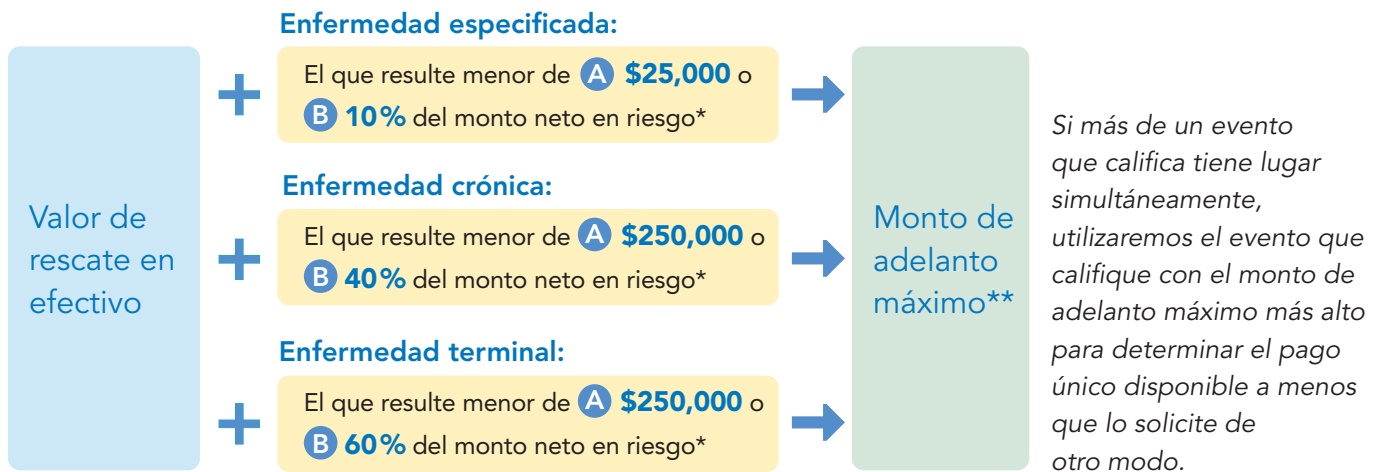 Valor de
rescate en
efectivo
Enfermedad especificada:
El que resulte menor de A $25,000 o
B 10% del monto neto en riesgo*
Enfermedad crónica:
El que resulte menor de A $250,000 o
B 40% del monto neto en riesgo*
Enfermedad terminal:
El que resulte menor de A $250,000 o
B 60% del monto neto en riesgo*
Monto de
adelanto
máximo**
Si más de un evento
que califica tiene lugar
simultáneamente,
utilizaremos el evento que
califique con el monto de
adelanto máximo más alto
para determinar el pago
único disponible a menos
que lo solicite de
otro modo.